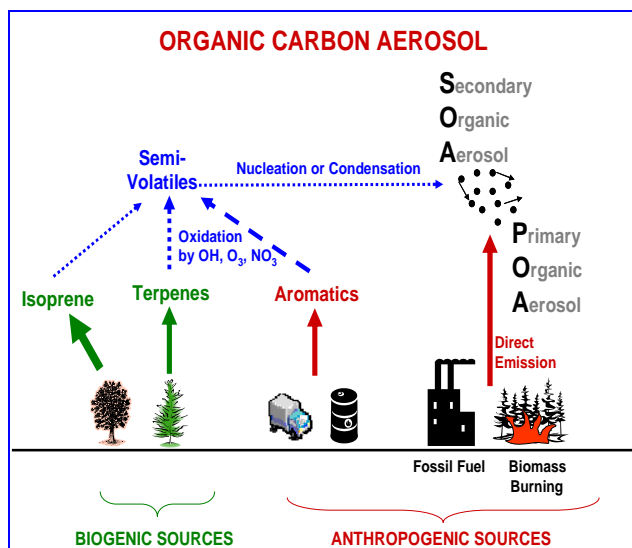 ORGANIC CARBON AEROSOL
Secondary
Organic
Aerosol
Semi-
Volatiles
Nucleation or Condensation
Oxidation
by OH, O₃, NO₃
Primary
Organic
Aerosol
Isoprene
Terpenes
Aromatics
Direct
Emission
Fossil Fuel
Biomass
Burning
BIOGENIC SOURCES
ANTHROPOGENIC SOURCES